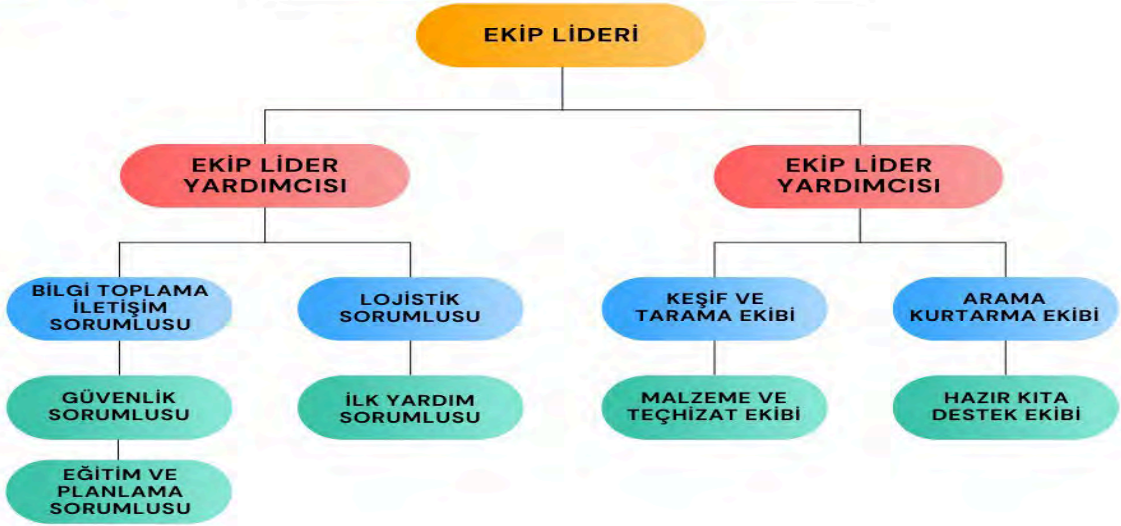 EKİP LİDERİ
EKİP LİDER
YARDIMCISI
EKİP LİDER
YARDIMCISI
BİLGİ TOPLAMA
İLETİŞİM
SORUMLUSU
LOJİSTİK
SORUMLUSU
KEŞİF VE
TARAMA EKİBİ
ARAMA
KURTARMA EKİBİ
GÜVENLİK
SORUMLUSU
İLK YARDIM
SORUMLUSU
MALZEME VE
TEÇHİZAT EKİBİ
HAZIR KITA
DESTEK EKİBİ
EĞİTİM VE
PLANLAMA
SORUMLUSU